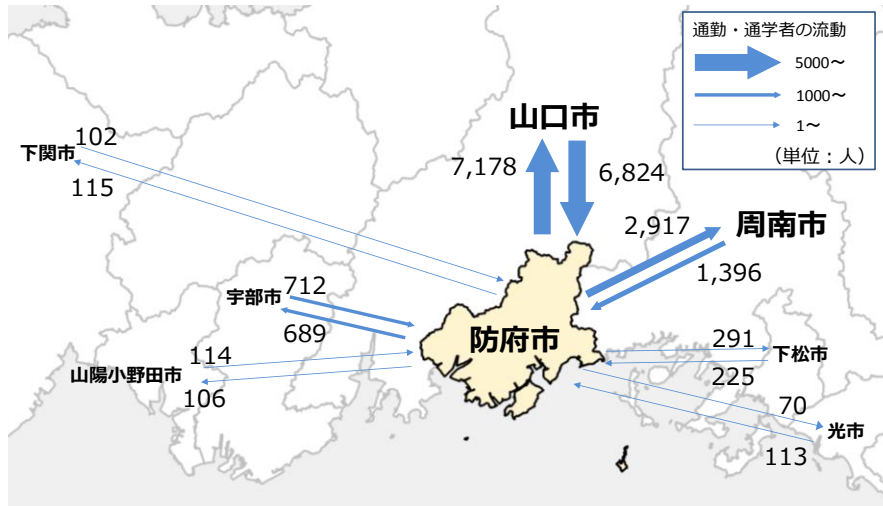 通勤・通学者の流動
5000～
1000～
1～
（単位：人）
山口市
7,178
6,824
下関市
102
115
2,917
周南市
1,396
宇部市
712
689
防府市
114
山陽小野田市
106
291
下松市
225
70
光市
113